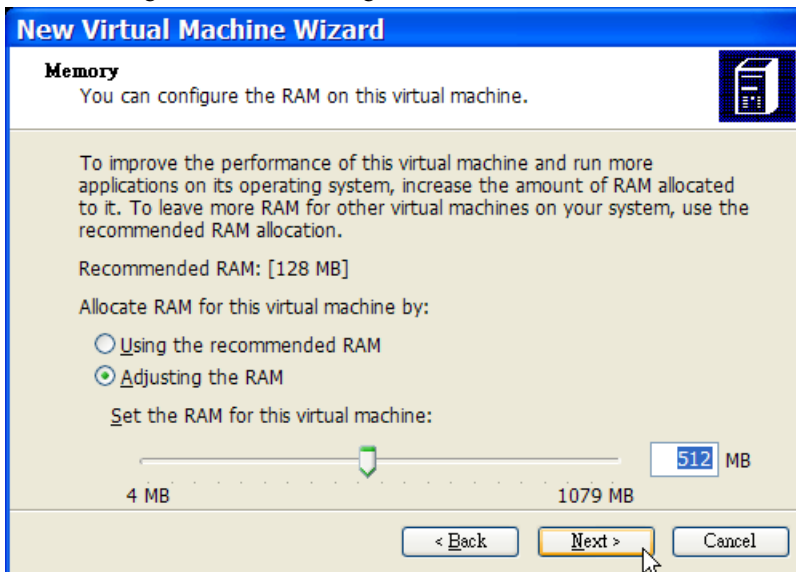 New Virtual Machine Wizard
Memory
You can configure the RAM on this virtual machine.
To improve the performance of this virtual machine and run more
applications on its operating system, increase the amount of RAM allocated
to it. To leave more RAM for other virtual machines on your system, use the
recommended RAM allocation.
Recommended RAM: [128 MB]
Allocate RAM for this virtual machine by:
Using the recommended RAM
Adjusting the RAM
Set the RAM for this virtual machine:
512 MB
4 MB 1079 MB
< Back Next > Cancel